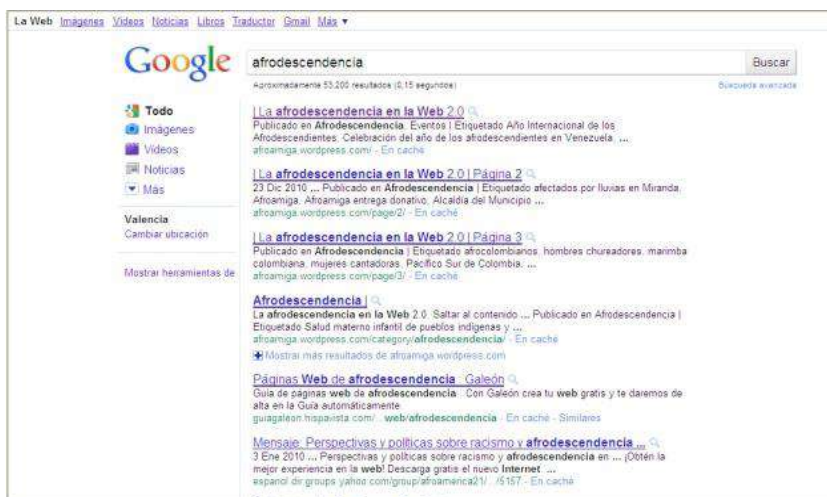 La Web Imágenes Vídeos Noticias Libros Traductor Gmail Más ▼
Google
afrodescendencia
Buscar
Aproximadamente 53.200 resultados (0,15 segundos)
Búsqueda avanzada
Todo
Imágenes
Vídeos
Noticias
Más
Valencia
Cambiar ubicación
Mostrar herramientas de
| La afrodescendencia en la Web 2.0
Publicado en Afrodescendencia, Eventos | Etiquetado Año Internacional de los
Afrodescendientes, Celebración del año de los afrodescendientes en Venezuela, ...
afroamiga.wordpress.com/ - En caché
| La afrodescendencia en la Web 2.0 | Página 2
23 Dic 2010 ... Publicado en Afrodescendencia | Etiquetado afectados por lluvias en Miranda,
Afroamiga, Afroamiga entrega donativo, Alcaldía del Municipio ...
afroamiga.wordpress.com/page/2/ - En caché
| La afrodescendencia en la Web 2.0 | Página 3
Publicado en Afrodescendencia | Etiquetado afrocolombianos, hombres chureadores, marimba
colombiana, mujeres cantadoras, Pacífico Sur de Colombia, ...
afroamiga.wordpress.com/page/3/ - En caché
Afrodescendencia |
La afrodescendencia en la Web 2.0. Saltar al contenido ... Publicado en Afrodescendencia |
Etiquetado Salud materno infantil de pueblos indígenas y ...
afroamiga.wordpress.com/category/afrodescendencia/ - En caché
Mostrar más resultados de afroamiga.wordpress.com
Páginas Web de afrodescendencia . Galeón
Guia de páginas web de afrodescendencia . Con Galeón crea tu web gratis y te daremos de
alta en la Guía automáticamente.
guiagaleon.hispavista.com/...web/afrodescendencia - En caché - Similares
Mensaje: Perspectivas y políticas sobre racismo y afrodescendencia ...
3 Ene 2010 ... Perspectivas y políticas sobre racismo y afrodescendencia en ... ¡Obtén la
mejor experiencia en la web! Descarga gratis el nuevo Internet ...
espanol.dir.groups.yahoo.com/group/afroamerica21/.../5157 - En caché